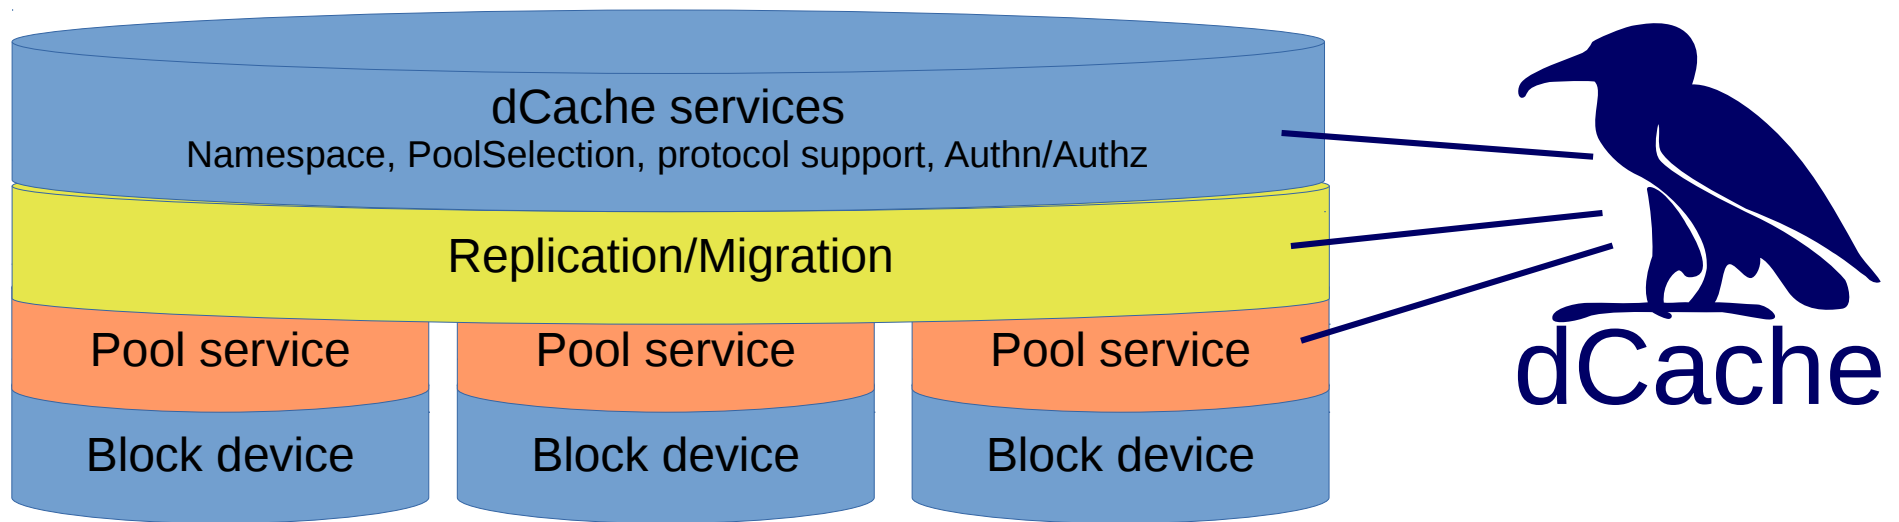 dCache services
Namespace, PoolSelection, protocol support, Authn/Authz
Replication/Migration
Pool service
Pool service
Pool service
Block device
Block device
Block device
dCache